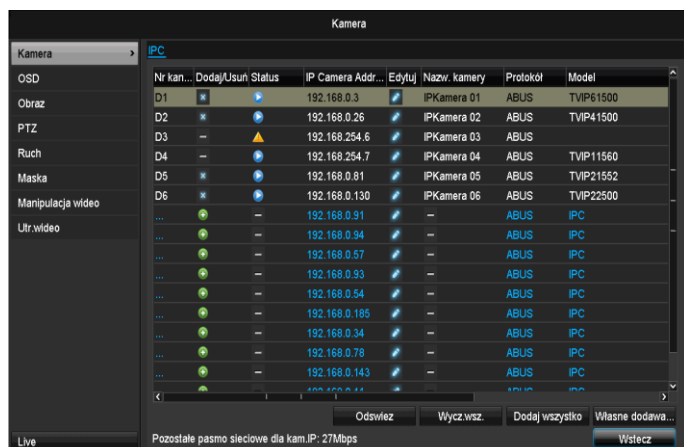 Kamera
Kamera
OSD
Obraz
PTZ
Ruch
Maska
Manipulacja wideo
Utr.wideo
Live
IPC
Nr kan... Dodaj/Usuń Status IP Camera Addr... Edytuj Nazw. kamery Protokół Model
D1 192.168.0.3 IPKamera 01 ABUS TVIP61500
D2 192.168.0.26 IPKamera 02 ABUS TVIP41500
D3 – 192.168.254.6 IPKamera 03 ABUS
D4 – 192.168.254.7 IPKamera 04 ABUS TVIP11560
D5 192.168.0.81 IPKamera 05 ABUS TVIP21552
D6 192.168.0.130 IPKamera 06 ABUS TVIP22500
... – 192.168.0.91 – ABUS IPC
... – 192.168.0.94 – ABUS IPC
... – 192.168.0.57 – ABUS IPC
... – 192.168.0.93 – ABUS IPC
... – 192.168.0.54 – ABUS IPC
... – 192.168.0.185 – ABUS IPC
... – 192.168.0.34 – ABUS IPC
... – 192.168.0.78 – ABUS IPC
... – 192.168.0.143 – ABUS IPC
Odswiez Wycz.wsz. Dodaj wszystko Własne dodawa...
Pozostałe pasmo sieciowe dla kam.IP: 27Mbps
Wstecz